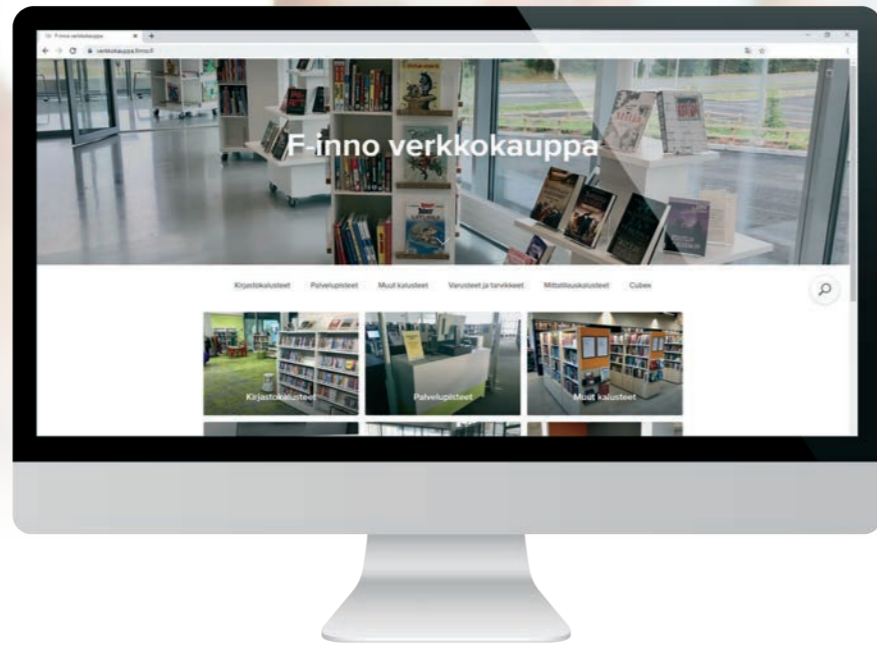 F-inno verkkokauppa
verkkokauppa.finno.fi
F-inno verkkokauppa
Kirjastokalusteet Palvelupisteet Muut kalusteet Varusteet ja tarvikkeet Mittatilauskalusteet Cubex
Kirjastokalusteet Palvelupisteet Muut kalusteet